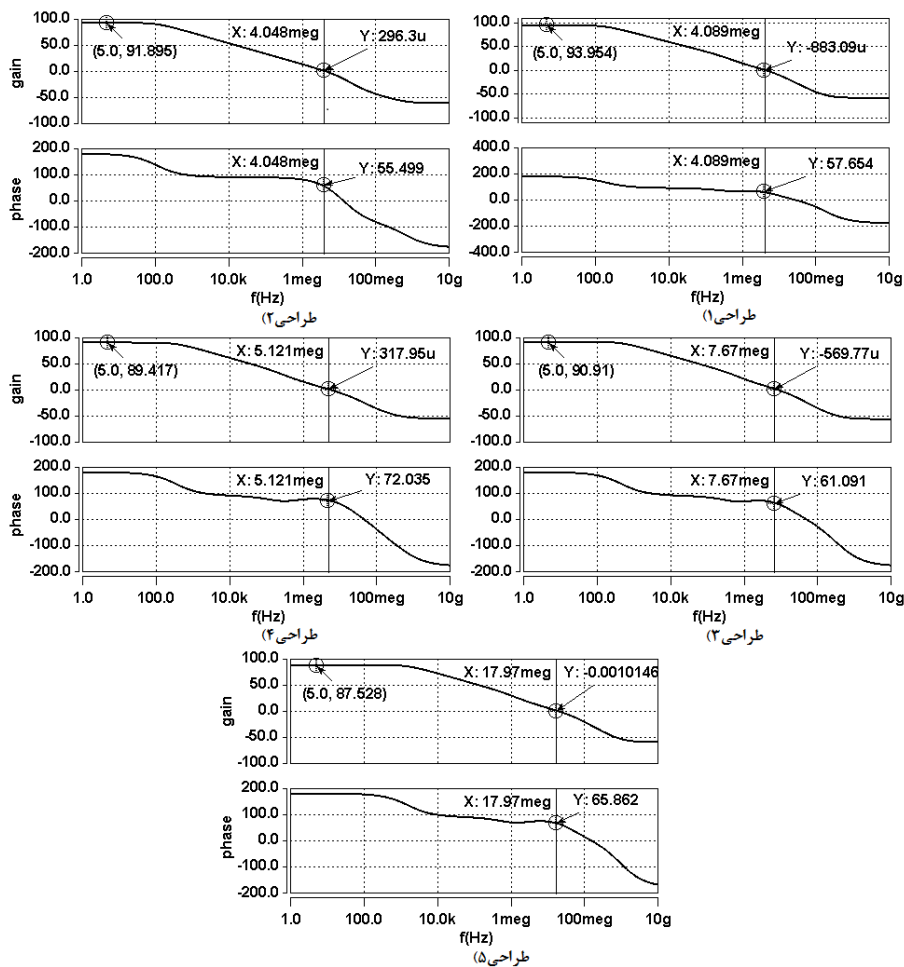 100.0
50.0
0.0
-50.0
-100.0
gain
(5.0, 91.895)
X: 4.048meg
Y: 296.3u
200.0
100.0
0.0
-100.0
-200.0
phase
X: 4.048meg
Y: 55.499
1.0 100.0 10.0k 1meg 100meg 10g
f(Hz)
طراحی۲)
100.0
50.0
0.0
-50.0
-100.0
gain
(5.0, 93.954)
X: 4.089meg
Y: -883.09u
400.0
200.0
0.0
-200.0
-400.0
phase
X: 4.089meg
Y: 57.654
1.0 100.0 10.0k 1meg 100meg 10g
f(Hz)
طراحی۱)
100.0
50.0
0.0
-50.0
-100.0
gain
(5.0, 89.417)
X: 5.121meg
Y: 317.95u
200.0
100.0
0.0
-100.0
-200.0
phase
X: 5.121meg
Y: 72.035
1.0 100.0 10.0k 1meg 100meg 10g
f(Hz)
طراحی۴)
100.0
50.0
0.0
-50.0
-100.0
gain
(5.0, 90.91)
X: 7.67meg
Y: -569.77u
200.0
100.0
0.0
-100.0
-200.0
phase
X: 7.67meg
Y: 61.091
1.0 100.0 10.0k 1meg 100meg 10g
f(Hz)
طراحی۳)
100.0
50.0
0.0
-50.0
-100.0
gain
(5.0, 87.528)
X: 17.97meg
Y: -0.0010146
200.0
100.0
0.0
-100.0
-200.0
phase
X: 17.97meg
Y: 65.862
1.0 100.0 10.0k 1meg 100meg 10g
f(Hz)
طراحی۵)